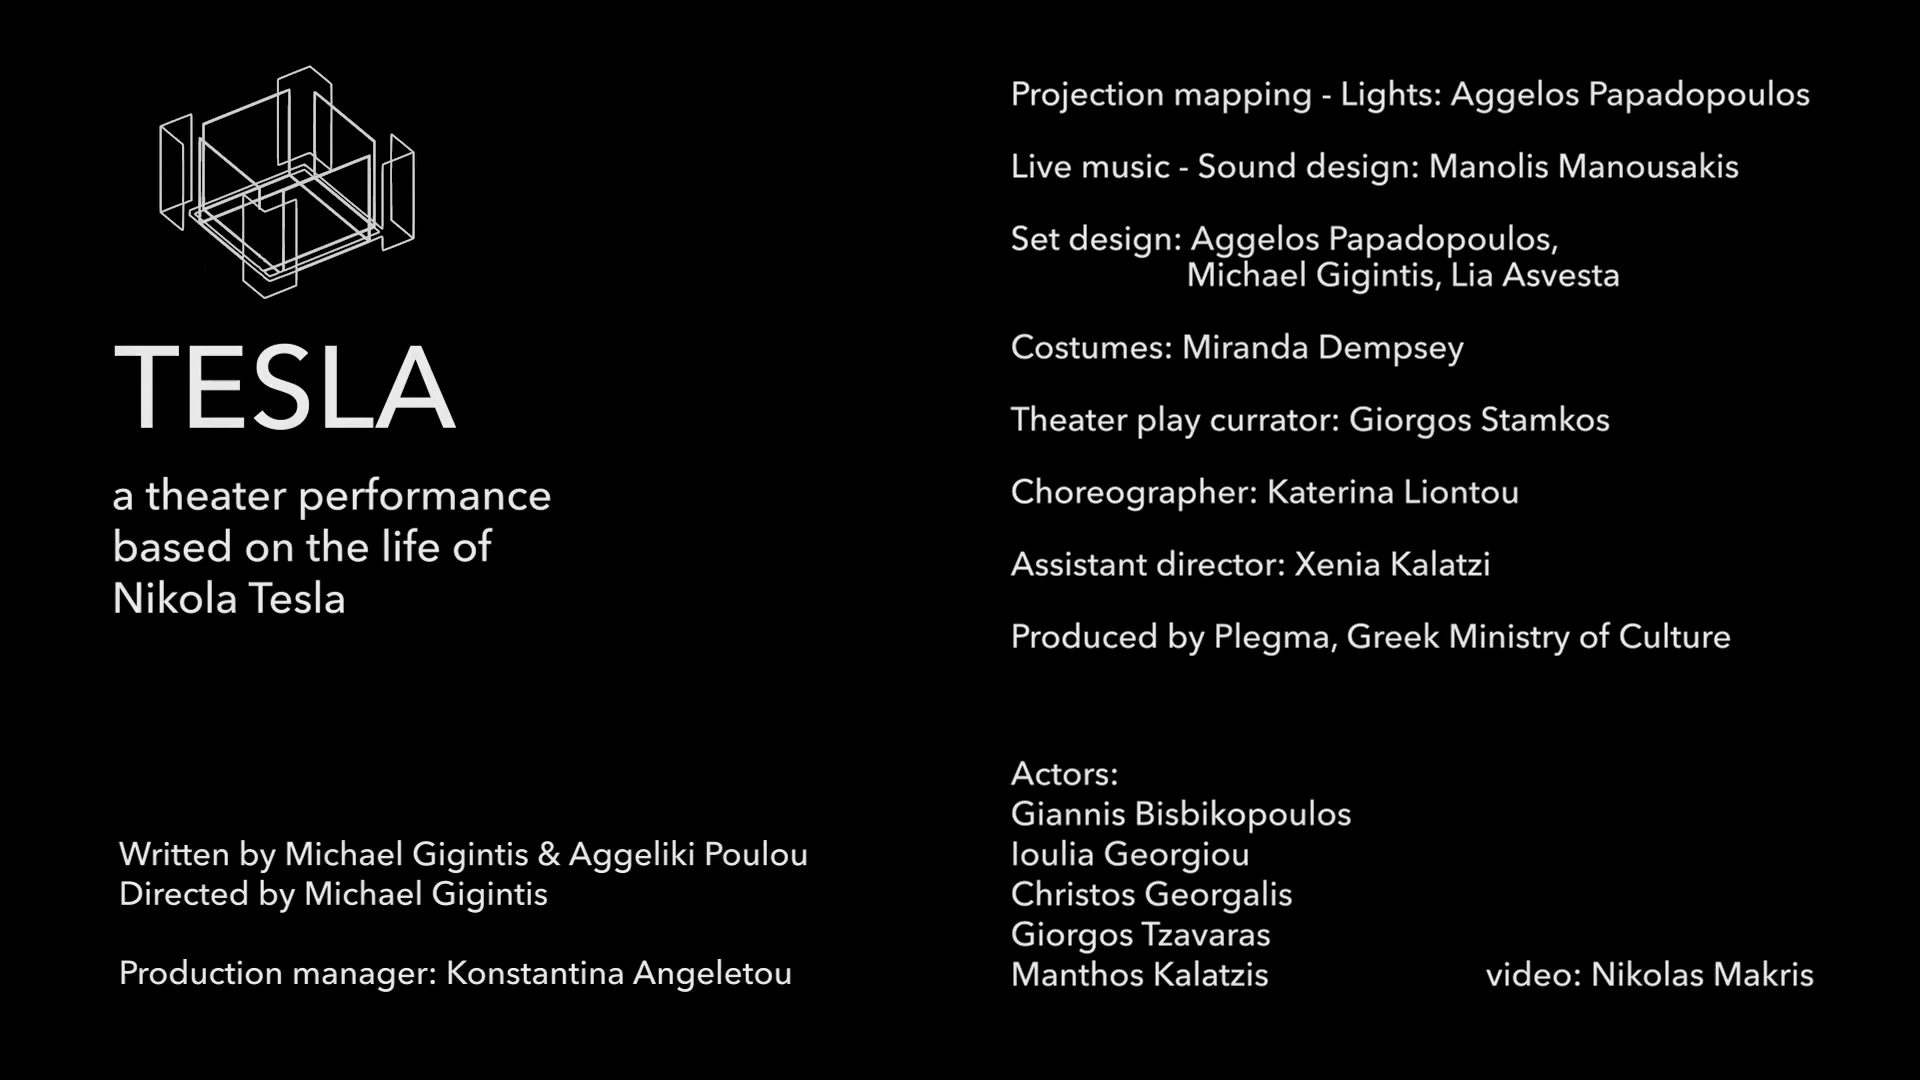 TESLA
a theater performance
based on the life of
Nikola Tesla
Written by Michael Gigintis & Aggeliki Poulou
Directed by Michael Gigintis
Production manager: Konstantina Angeletou
Projection mapping - Lights: Aggelos Papadopoulos
Live music - Sound design: Manolis Manousakis
Set design: Aggelos Papadopoulos,
Michael Gigintis, Lia Asvesta
Costumes: Miranda Dempsey
Theater play currator: Giorgos Stamkos
Choreographer: Katerina Liontou
Assistant director: Xenia Kalatzi
Produced by Plegma, Greek Ministry of Culture
Actors:
Giannis Bisbikopoulos
Ioulia Georgiou
Christos Georgalis
Giorgos Tzavaras
Manthos Kalatzis
video: Nikolas Makris